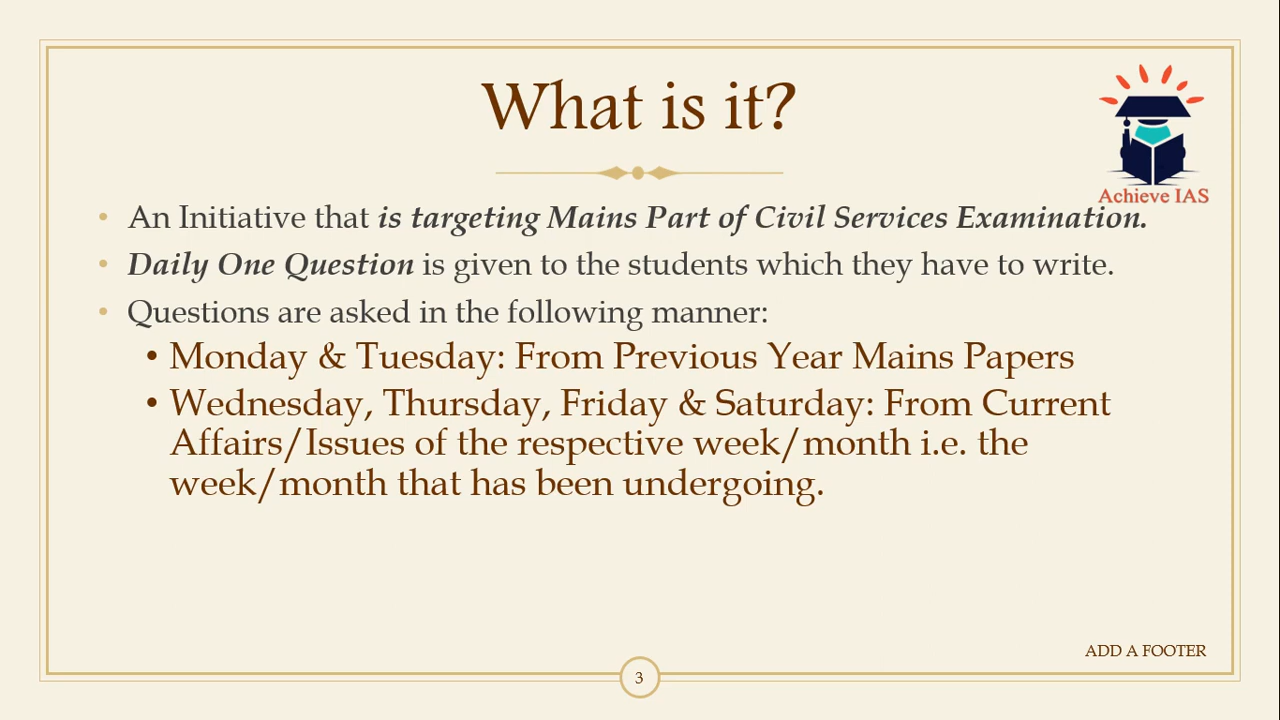 What is it?
Achieve IAS
• An Initiative that is targeting Mains Part of Civil Services Examination.
• Daily One Question is given to the students which they have to write.
• Questions are asked in the following manner:
• Monday & Tuesday: From Previous Year Mains Papers
• Wednesday, Thursday, Friday & Saturday: From Current
Affairs/Issues of the respective week/month i.e. the
week/month that has been undergoing.
ADD A FOOTER
3